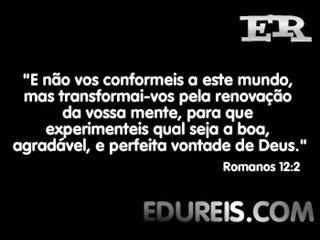 ER
"E não vos conformeis a este mundo,
mas transformai-vos pela renovação
da vossa mente, para que
experimenteis qual seja a boa,
agradável, e perfeita vontade de Deus."
Romanos 12:2
EDUREIS.COM